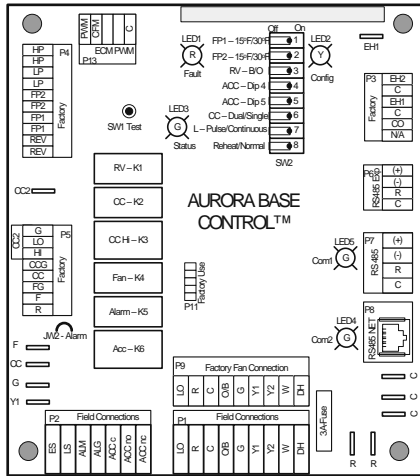 PWM
CFM
C
ECM PWM
P13
LED1
R
Fault
Off
On
FP1 – 15°F/30°F
1
FP2 – 15°F/30°F
2
RV – B/O
3
ACC – Dip 4
4
ACC – Dip 5
5
CC – Dual/Single
6
L – Pulse/Continuous
7
Reheat/Normal
8
SW2
LED2
Y
Config
EH1
HP
HP
LP
LP
FP2
FP2
FP1
FP1
REV
REV
P4
Factory
SW1 Test
LED3
G
Status
P3
Factory
EH2
C
EH1
C
CO
N/A
CC2
RV – K1
CC – K2
CC Hi – K3
Fan – K4
Alarm – K5
Acc – K6
AURORA BASE
CONTROL™
P6
RS485 Exp
(+)
(-)
R
C
CC2
G
LO
HI
CCG
CC
FG
F
R
P5
Factory
JW2 - Alarm
Factory Use
P11
LED5
G
Com1
P7
RS 485
(+)
(-)
R
C
LED4
G
Com2
P8
RS485 NET
F
CC
G
Y1
P9
Factory Fan Connection
LO
R
C
O/B
G
Y1
Y2
W
DH
3A-Fuse
C
C
C
R
R
P2
Field Connections
ES
LS
ALM
ALG
ACC c
ACC no
ACC nc
P1
Field Connections
LO
R
C
O/B
G
Y1
Y2
W
DH